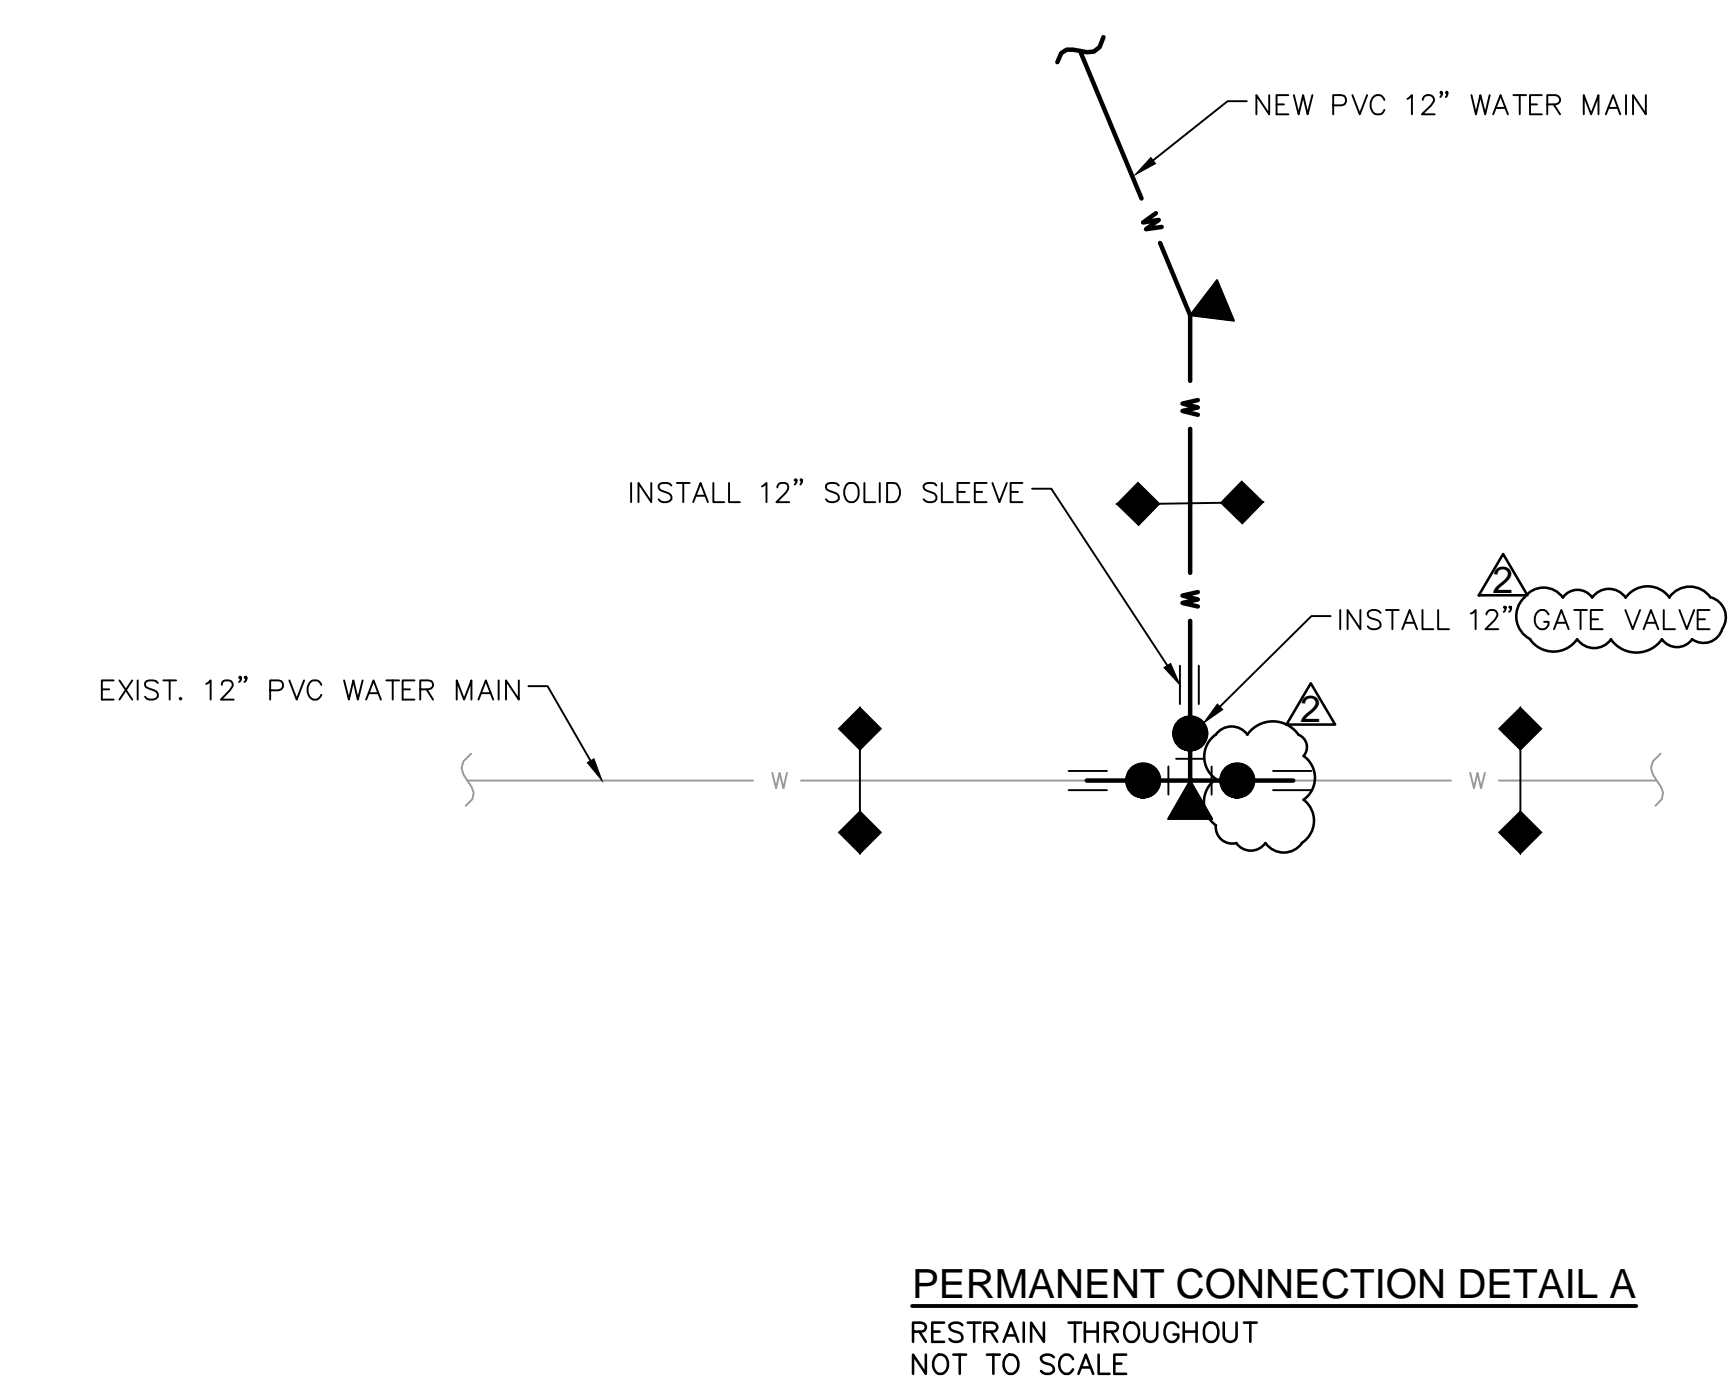 NEW PVC 12” WATER MAIN
W
W
INSTALL 12” SOLID SLEEVE
2
W
INSTALL 12” GATE VALVE
EXIST. 12” PVC WATER MAIN
2
W
W
PERMANENT CONNECTION DETAIL A
RESTRAIN THROUGHOUT
NOT TO SCALE